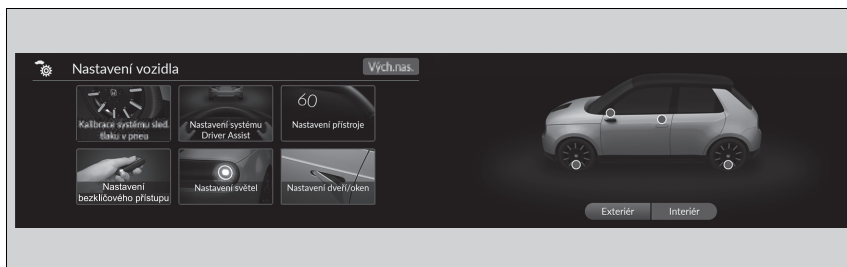 Nastavení vozidla
Vých.nas.
Kalibrace systému sled.
tlaku v pneu
Nastavení systému
Driver Assist
60
Nastavení přístroje
Nastavení
bezklíčového přístupu
Nastavení světel
Nastavení dveří/oken
Exteriér
Interiér